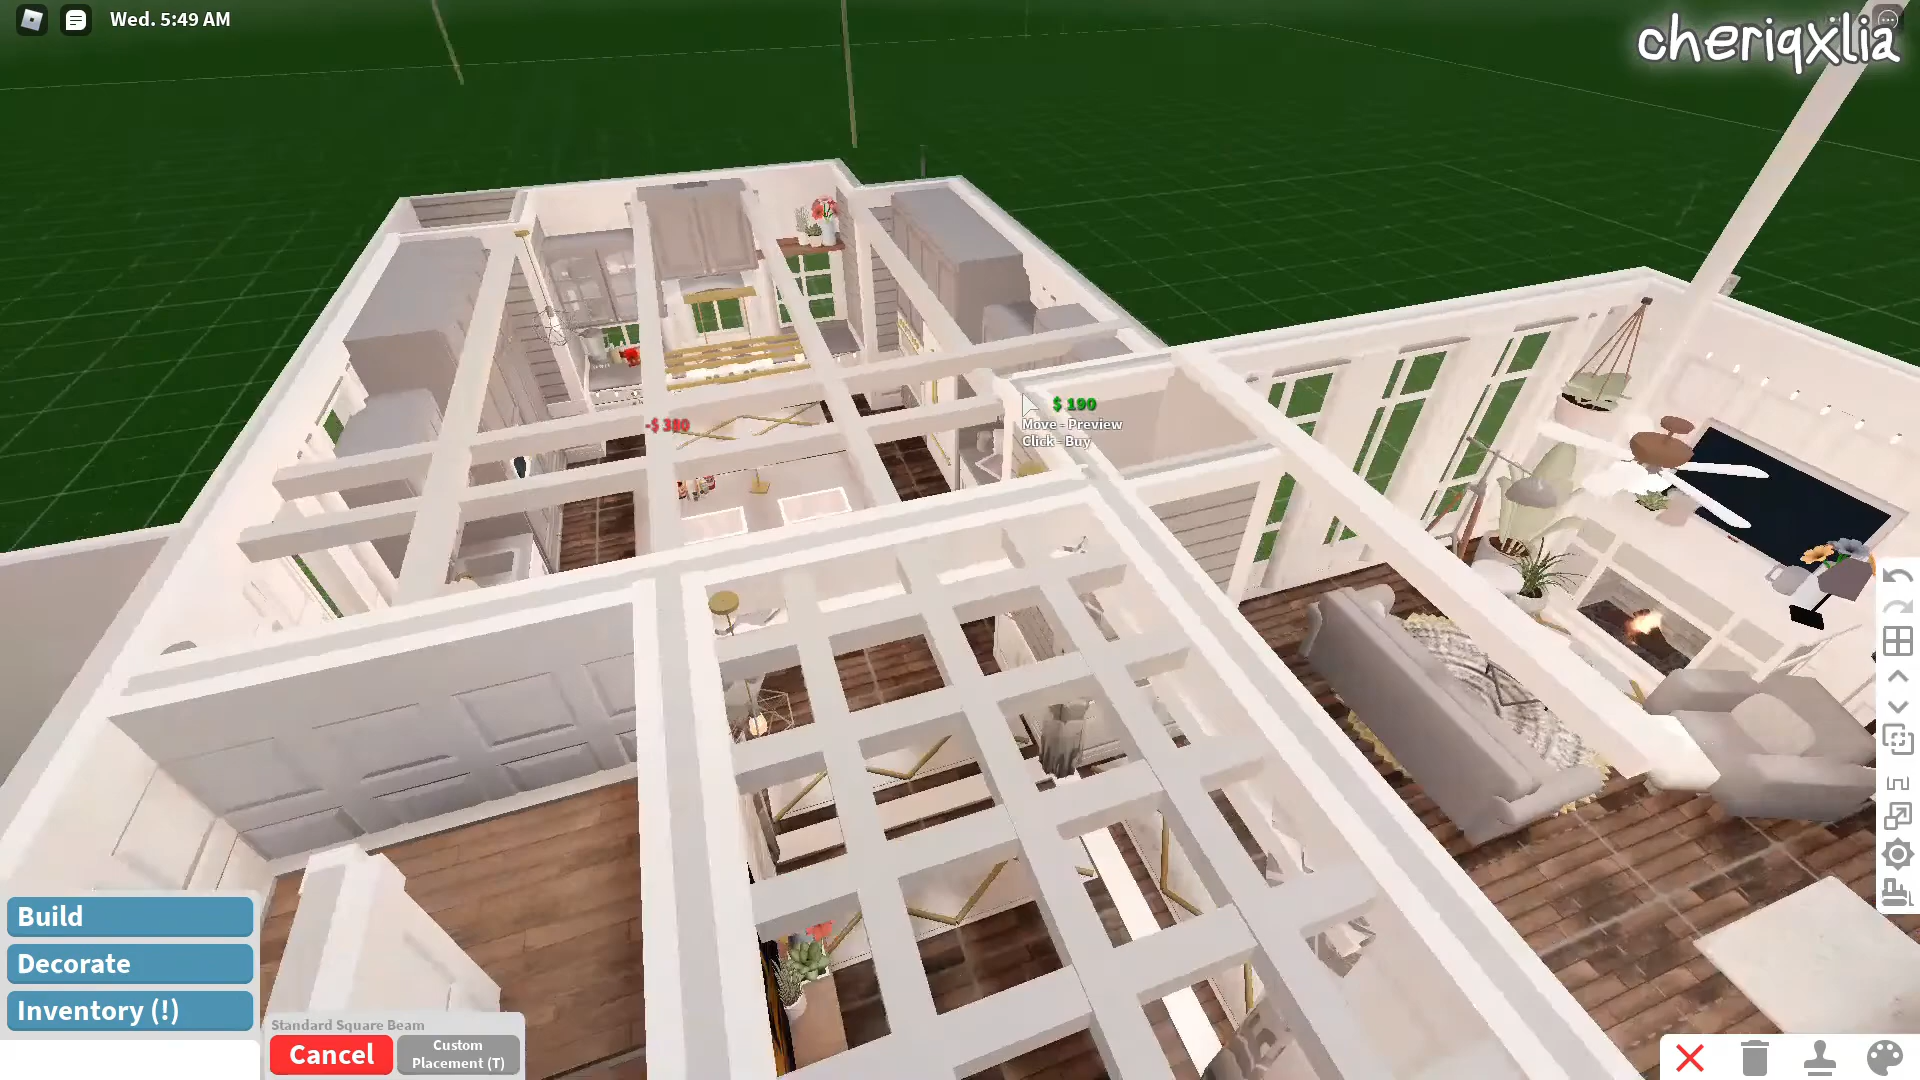 Wed. 5:49 AM
cheriqxlia
$ 190
-$ 380
Move - Preview
Click - Buy
Build
Decorate
Inventory (!)
Standard Square Beam
Cancel
Custom
Placement (T)